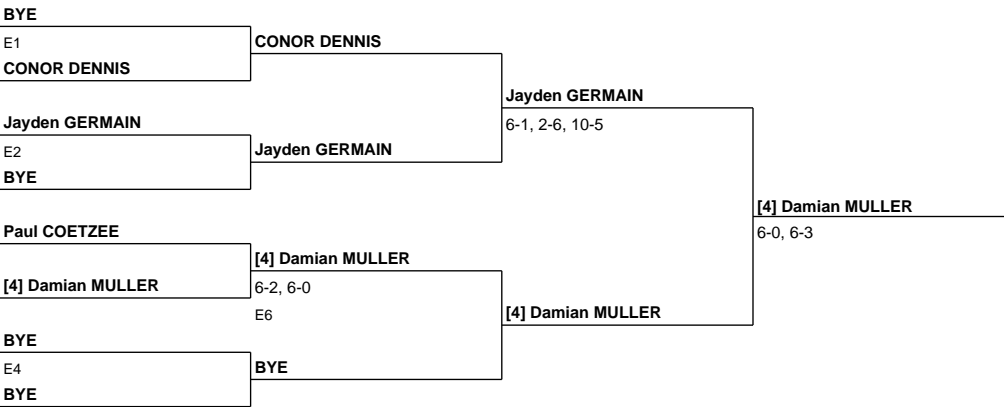 BYE
E1
CONOR DENNIS
CONOR DENNIS
Jayden GERMAIN
E2
BYE
Jayden GERMAIN
Jayden GERMAIN
6-1, 2-6, 10-5
Paul COETZEE
[4] Damian MULLER
[4] Damian MULLER
6-2, 6-0
E6
BYE
E4
BYE
BYE
[4] Damian MULLER
[4] Damian MULLER
6-0, 6-3